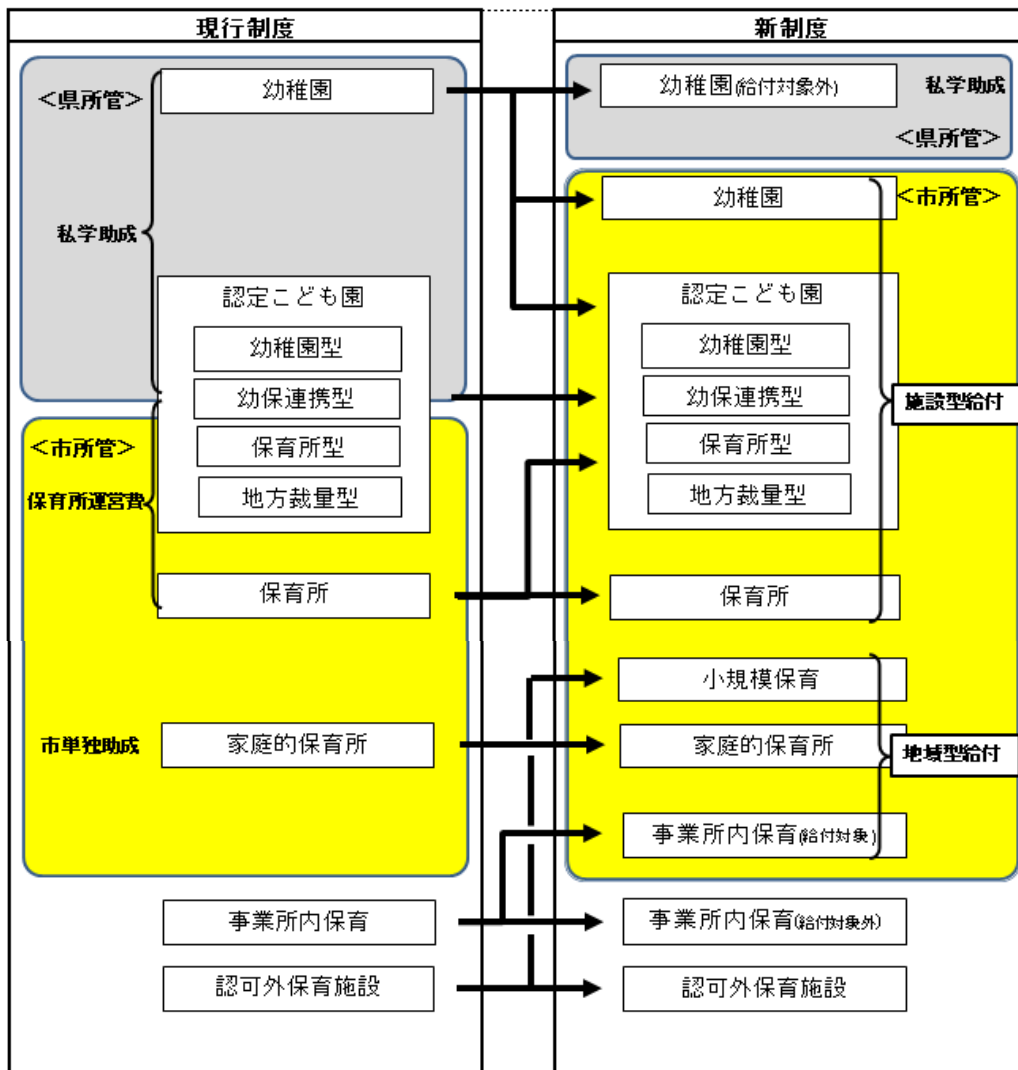 現行制度
<県所管>
幼稚園
私学助成
認定こども園
幼稚園型
幼保連携型
保育所型
地方裁量型
<市所管>
保育所運営費
保育所
市単独助成
家庭的保育所
事業所内保育
認可外保育施設
新制度
幼稚園(給付対象外)
私学助成
<県所管>
幼稚園
<市所管>
認定こども園
幼稚園型
幼保連携型
保育所型
地方裁量型
施設型給付
保育所
小規模保育
家庭的保育所
地域型給付
事業所内保育(給付対象)
事業所内保育(給付対象外)
認可外保育施設